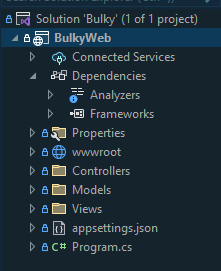 Solution 'Bulky' (1 of 1 project)
BulkyWeb
Connected Services
Dependencies
Analyzers
Frameworks
Properties
wwwroot
Controllers
Models
Views
appsettings.json
C# Program.cs